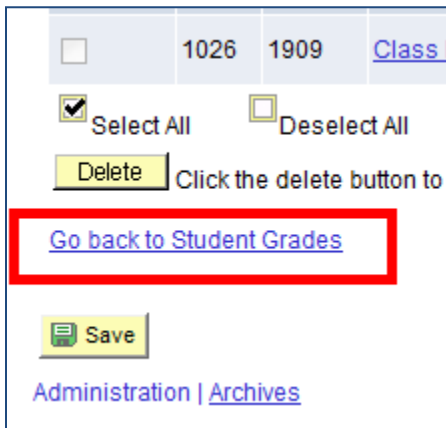 1026 1909 Class
Select All Deselect All
Delete Click the delete button to
Go back to Student Grades
Save
Administration | Archives